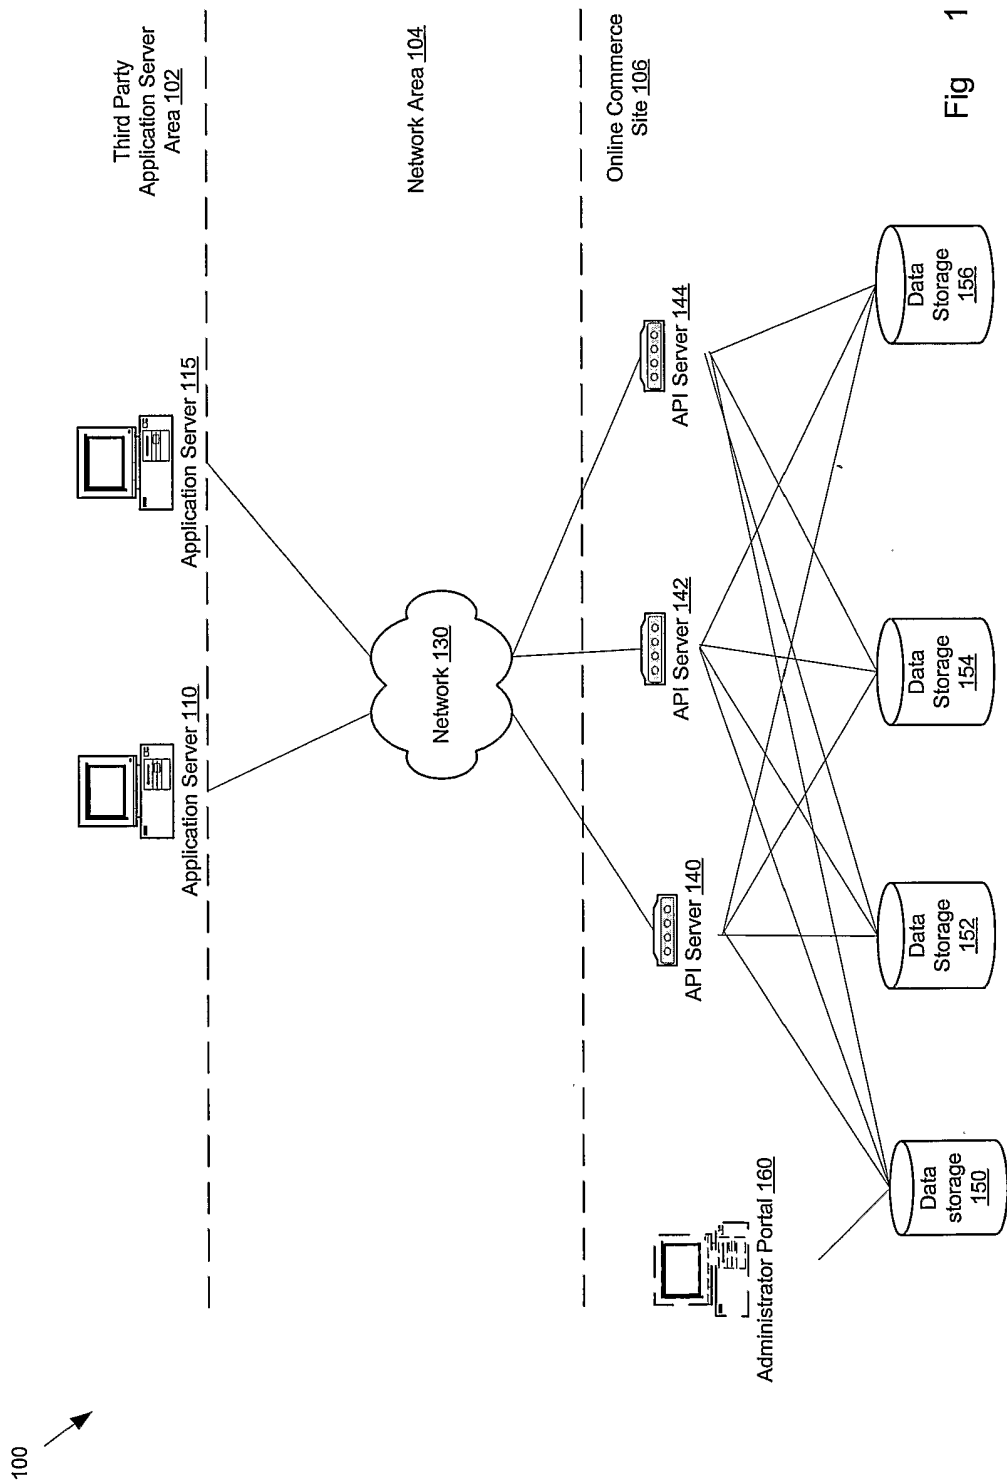 100
Third Party
Application Server
Area 102
Application Server 110
Application Server 115
Network Area 104
Network 130
Online Commerce
Site 106
Administrator Portal 160
API Server 140
API Server 142
API Server 144
Data
storage
150
Data
Storage
152
Data
Storage
154
Data
Storage
156
Fig 1